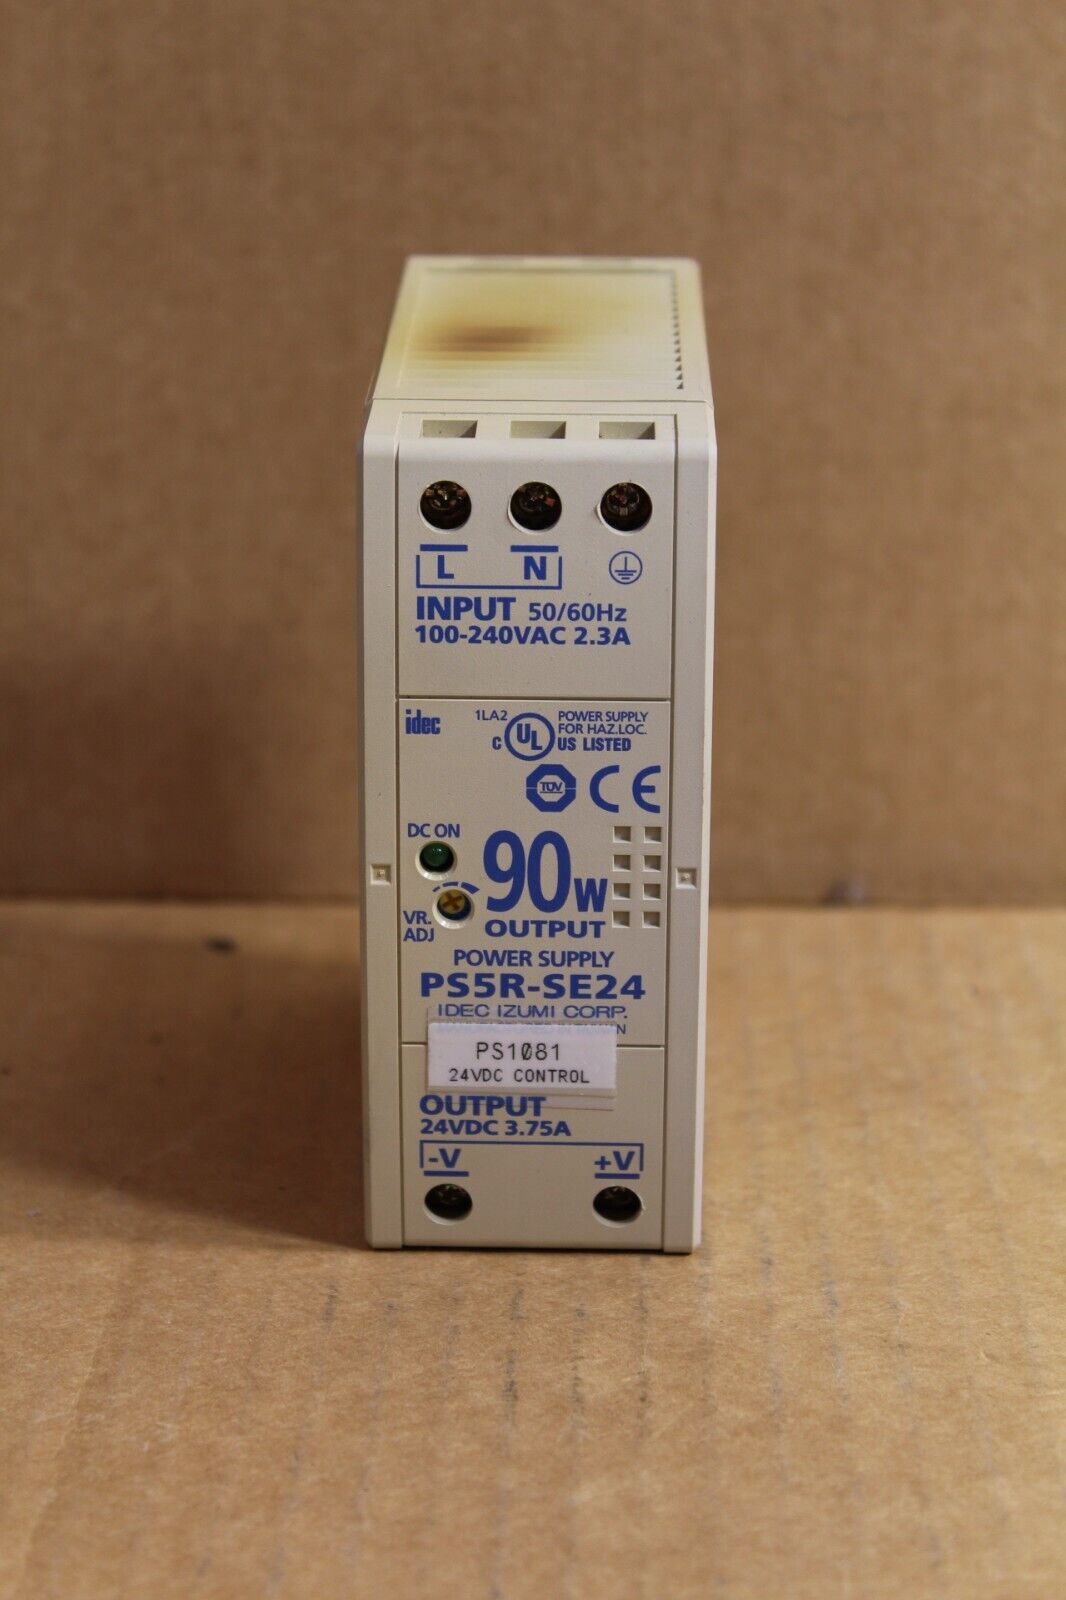 L N
INPUT 50/60Hz
100-240VAC 2.3A
idec
1LA2
C UL US LISTED
POWER SUPPLY
FOR HAZ.LOC.
TÜV CE
DC ON
90W
OUTPUT
VR.
ADJ
POWER SUPPLY
PS5R-SE24
IDEC IZUMI CORP.
PS1081
24VDC CONTROL
OUTPUT
24VDC 3.75A
-V +V